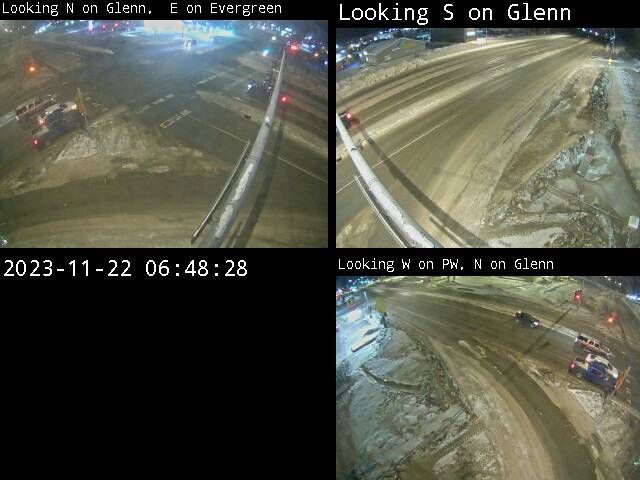 Looking N on Glenn,  E on Evergreen
Looking S on Glenn
2023-11-22 06:48:28
Looking W on PW, N on Glenn